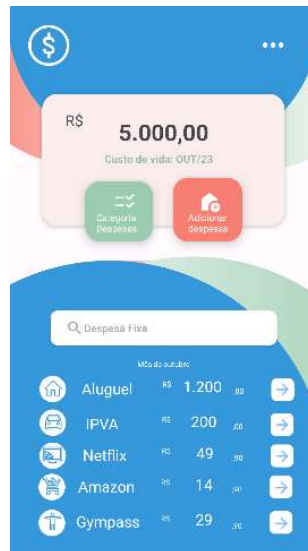 $
R$
5.000,00
Custo de vida: OUT/23
Categoria
Despesas
Adicionar
despesas
Despesa Fixa
Mês de outubro
Aluguel R$ 1.200 ,00
IPVA R$ 200 ,00
Netflix R$ 49 ,90
Amazon R$ 14 ,90
Gympass R$ 29 ,90